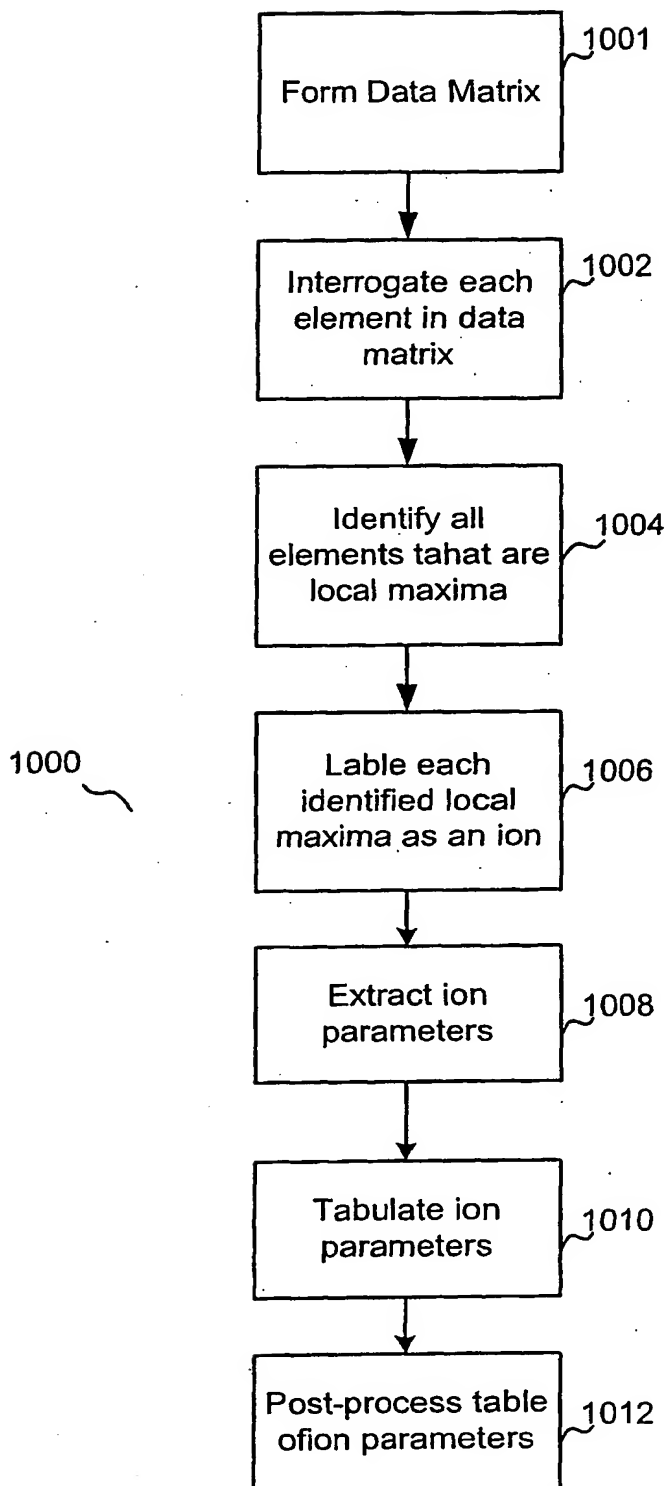 1001
Form Data Matrix
1002
Interrogate each
element in data
matrix
1004
Identify all
elements tahat are
local maxima
1000
1006
Lable each
identified local
maxima as an ion
1008
Extract ion
parameters
1010
Tabulate ion
parameters
1012
Post-process table
ofion parameters